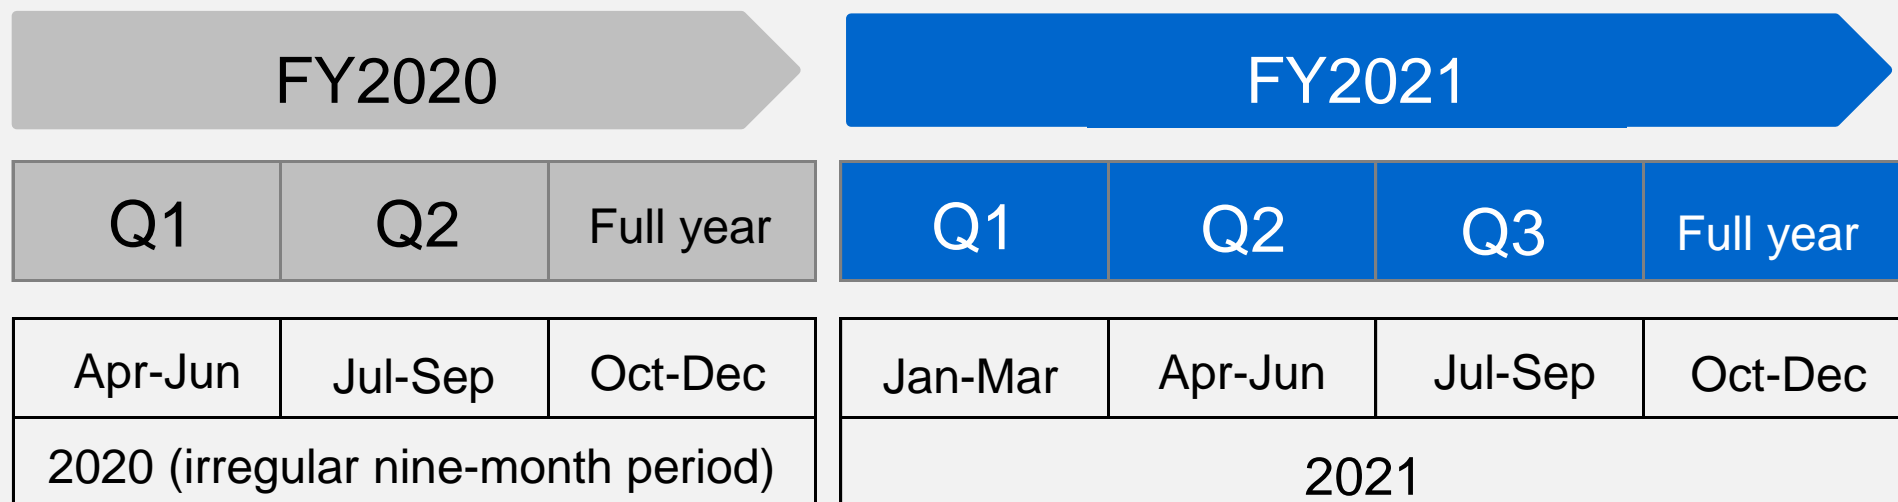 FY2020 FY2021
Q1 Q2 Full year Q1 Q2 Q3 Full year
Apr-Jun Jul-Sep Oct-Dec Jan-Mar Apr-Jun Jul-Sep Oct-Dec
2020 (irregular nine-month period) 2021